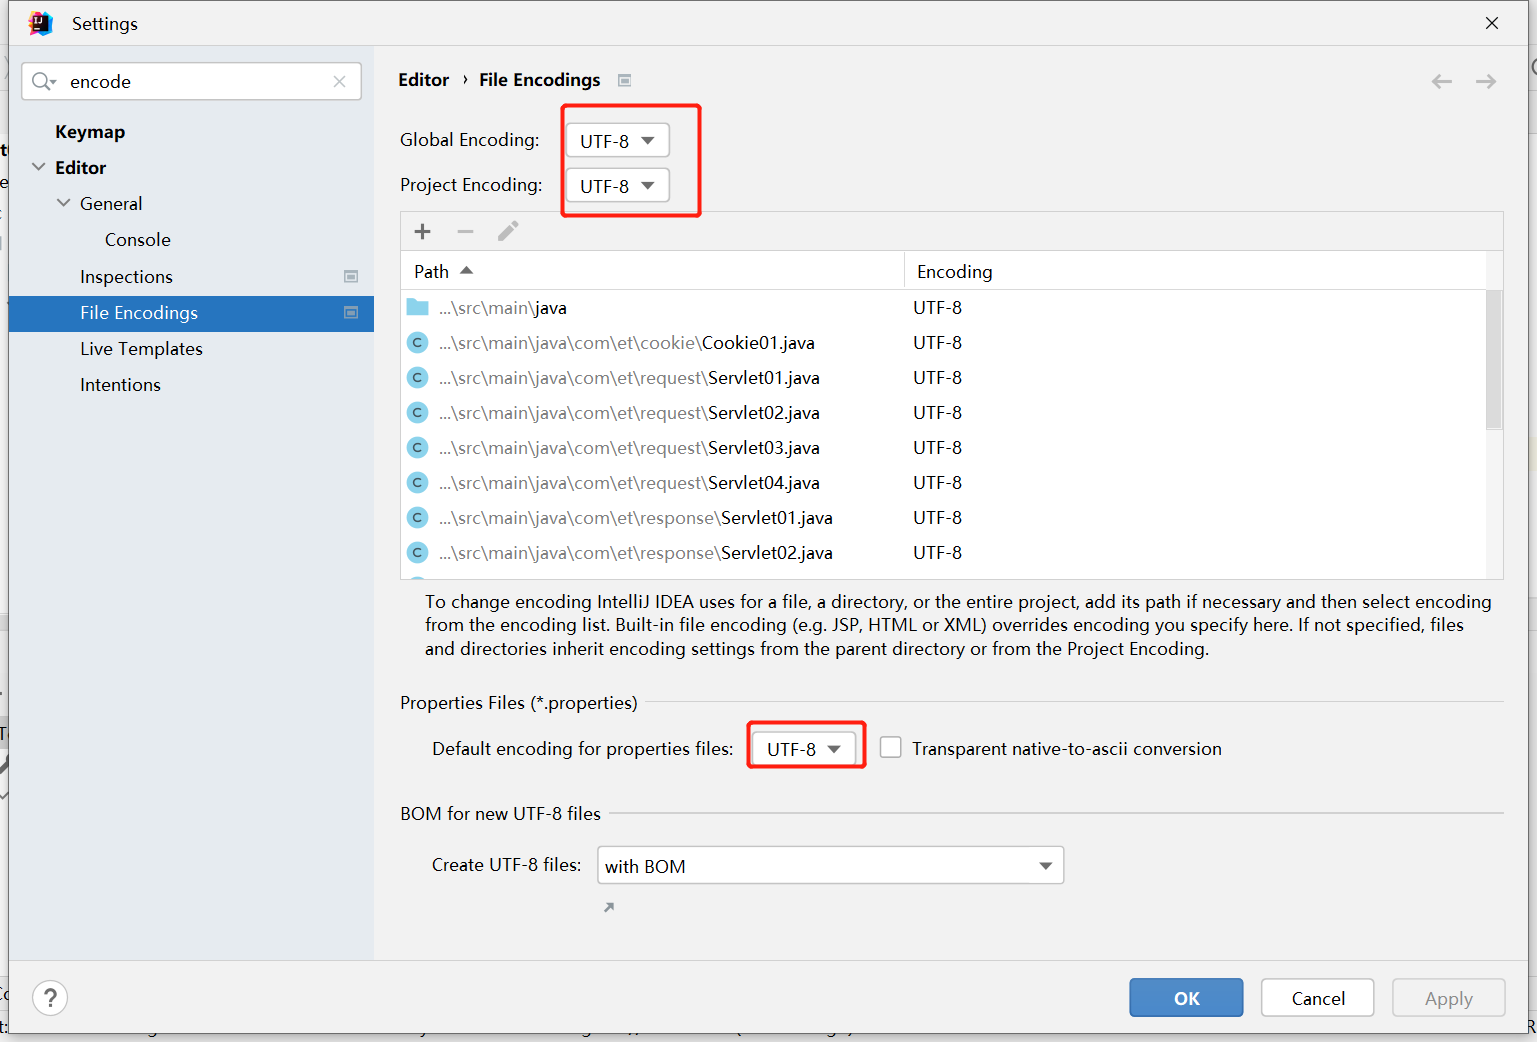 Settings
encode
Keymap
Editor
General
Console
Inspections
File Encodings
Live Templates
Intentions
Editor › File Encodings
Global Encoding: UTF-8
Project Encoding: UTF-8
Path Encoding
...\src\main\java UTF-8
...\src\main\java\com\et\cookie\Cookie01.java UTF-8
...\src\main\java\com\et\request\Servlet01.java UTF-8
...\src\main\java\com\et\request\Servlet02.java UTF-8
...\src\main\java\com\et\request\Servlet03.java UTF-8
...\src\main\java\com\et\request\Servlet04.java UTF-8
...\src\main\java\com\et\response\Servlet01.java UTF-8
...\src\main\java\com\et\response\Servlet02.java UTF-8
To change encoding IntelliJ IDEA uses for a file, a directory, or the entire project, add its path if necessary and then select encoding
from the encoding list. Built-in file encoding (e.g. JSP, HTML or XML) overrides encoding you specify here. If not specified, files
and directories inherit encoding settings from the parent directory or from the Project Encoding.
Properties Files (*.properties)
Default encoding for properties files: UTF-8 Transparent native-to-ascii conversion
BOM for new UTF-8 files
Create UTF-8 files: with BOM
?
OK Cancel Apply